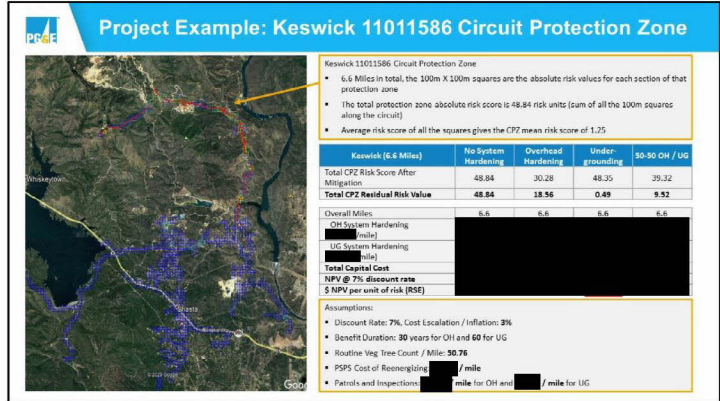 PG&E
Project Example: Keswick 11011586 Circuit Protection Zone
Keswick 11011586 Circuit Protection Zone
▪ 6.6 Miles in total, the 100m X 100m squares are the absolute risk values for each section of that
protection zone
▪ The total protection zone absolute risk score is 48.84 risk units (sum of all the 100m squares
along the circuit)
▪ Average risk score of all the squares gives the CPZ mean risk of 1.25
Keswick (6.6 Miles) No System Hardening Overhead Hardening Under-grounding 50-50 OH / UG
Total CPZ Risk Score After
Mitigation 48.84 30.28 48.35 39.32
Total CPZ Residual Risk Value 48.84 18.56 0.49 9.52
Overall Miles 6.6 6.6 6.6 6.6
OH System Hardening
/mile)
UG System Hardening
/mile)
Total Capital Cost
NPV @ 7% discount rate
$ NPV per unit of risk (RSE)
Assumptions:
▪ Discount Rate: 7%, Cost Escalation / Inflation: 3%
▪ Benefit Duration: 30 years for OH and 60 for UG
▪ Routine Veg Tree Count / Mile: 50.76
▪ PSPS Cost of Reenergizing: / mile
▪ Patrols and Inspections: / mile for OH and / mile for UG
Whiskeytown
Shasta
Goo